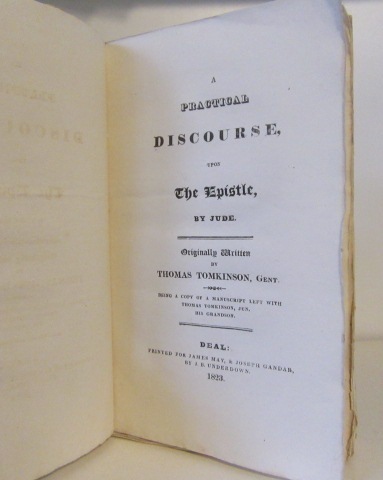 A
PRACTICAL
DISCOURSE,
UPON
The Epistle,
BY JUDE.
Originally Written
BY
THOMAS TOMKINSON, GENT.
BEING A COPY OF A MANUSCRIPT LEFT WITH
THOMAS TOMKINSON, JUN.
HIS GRANDSON.
DEAL:
PRINTED FOR JAMES MAY, & JOSEPH GANDAR,
BY J. B. UNDERDOWN.
1823.